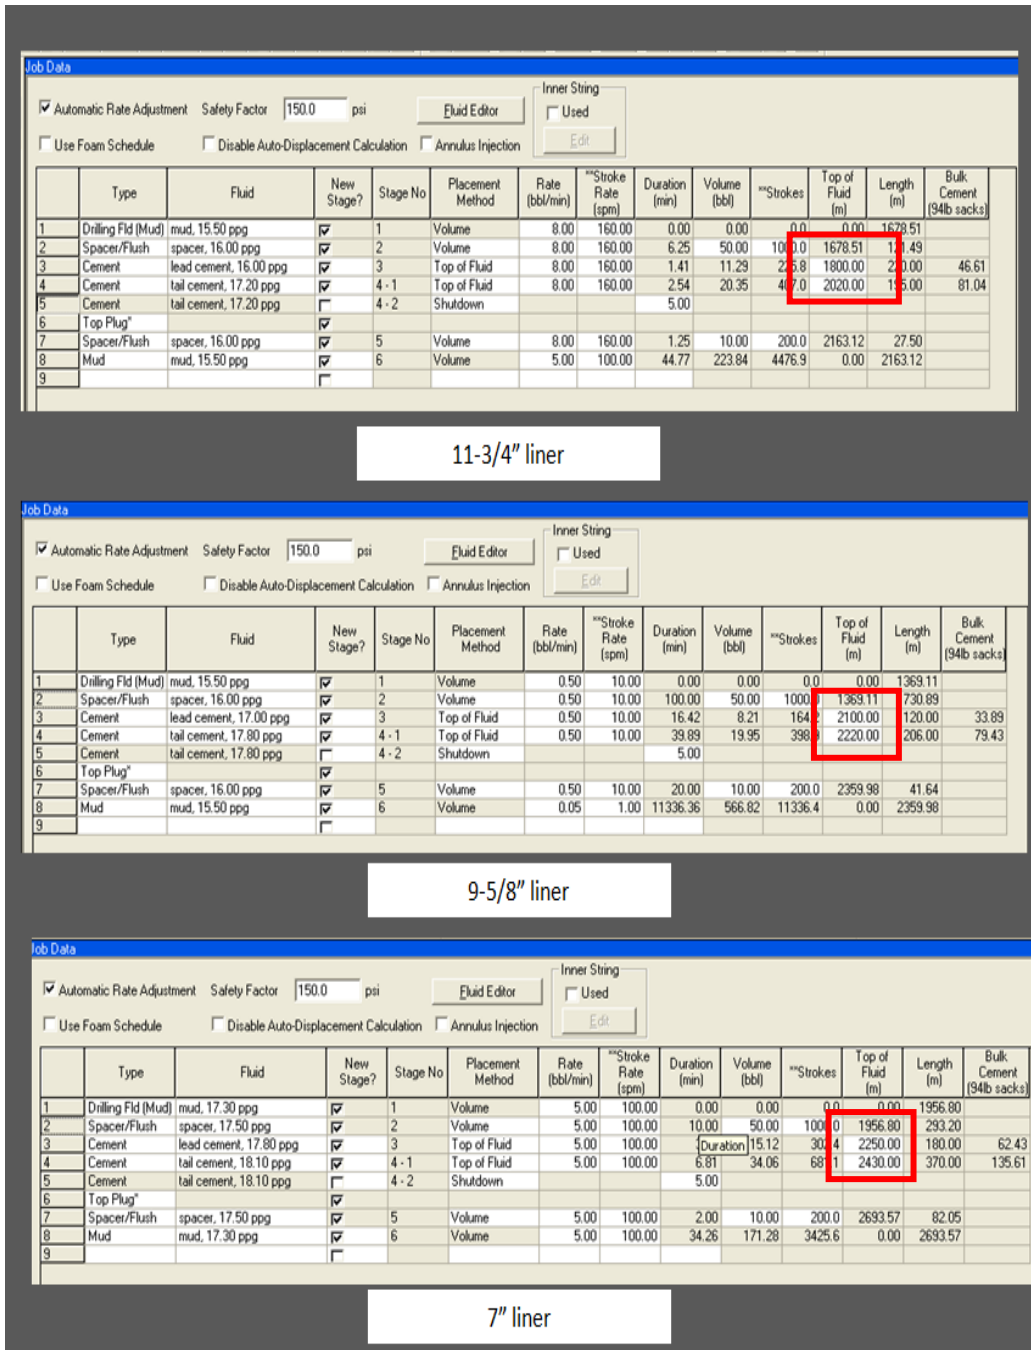 Job Data
Automatic Rate Adjustment Safety Factor 150.0 psi Fluid Editor Inner String Used
Use Foam Schedule Disable Auto-Displacement Calculation Annulus Injection Edit
Type Fluid New Stage? Stage No Placement Method Rate (bbl/min) **Stroke Rate (spm) Duration (min) Volume (bbl) **Strokes Top of Fluid (m) Length (m) Bulk Cement (94lb sacks)
1 Drilling Fld (Mud) mud, 15.50 ppg 1 Volume 8.00 160.00 0.00 0.00 0.0 0.00 1678.51
2 Spacer/Flush spacer, 16.00 ppg 2 Volume 8.00 160.00 6.25 50.00 1000.0 1678.51 121.49
3 Cement lead cement, 16.00 ppg 3 Top of Fluid 8.00 160.00 1.41 11.29 225.8 1800.00 220.00 46.61
4 Cement tail cement, 17.20 ppg 4 - 1 Top of Fluid 8.00 160.00 2.54 20.35 407.0 2020.00 195.00 81.04
5 Cement tail cement, 17.20 ppg 4 - 2 Shutdown 5.00
6 Top Plug"
7 Spacer/Flush spacer, 16.00 ppg 5 Volume 8.00 160.00 1.25 10.00 200.0 2163.12 27.50
8 Mud mud, 15.50 ppg 6 Volume 5.00 100.00 44.77 223.84 4476.9 0.00 2163.12
9
11-3/4" liner
Job Data
Automatic Rate Adjustment Safety Factor 150.0 psi Fluid Editor Inner String Used
Use Foam Schedule Disable Auto-Displacement Calculation Annulus Injection Edit
Type Fluid New Stage? Stage No Placement Method Rate (bbl/min) **Stroke Rate (spm) Duration (min) Volume (bbl) **Strokes Top of Fluid (m) Length (m) Bulk Cement (94lb sacks)
1 Drilling Fld (Mud) mud, 15.50 ppg 1 Volume 0.50 10.00 0.00 0.00 0.0 0.00 1369.11
2 Spacer/Flush spacer, 16.00 ppg 2 Volume 0.50 10.00 100.00 50.00 1000.0 1369.11 730.89
3 Cement lead cement, 17.00 ppg 3 Top of Fluid 0.50 10.00 16.42 8.21 164.2 2100.00 120.00 33.89
4 Cement tail cement, 17.80 ppg 4 - 1 Top of Fluid 0.50 10.00 39.89 19.95 2220.00 206.00 79.43
5 Cement tail cement, 17.80 ppg 4 - 2 Shutdown 5.00
6 Top Plug"
7 Spacer/Flush spacer, 16.00 ppg 5 Volume 0.50 10.00 20.00 10.00 200.0 2359.98 41.64
8 Mud mud, 15.50 ppg 6 Volume 0.05 1.00 11336.36 566.82 11336.4 0.00 2359.98
9
9-5/8" liner
Job Data
Automatic Rate Adjustment Safety Factor 150.0 psi Fluid Editor Inner String Used
Use Foam Schedule Disable Auto-Displacement Calculation Annulus Injection Edit
Type Fluid New Stage? Stage No Placement Method Rate (bbl/min) **Stroke Rate (spm) Duration (min) Volume (bbl) **Strokes Top of Fluid (m) Length (m) Bulk Cement (94lb sacks)
1 Drilling Fld (Mud) mud, 17.30 ppg 1 Volume 5.00 100.00 0.00 0.00 0.0 0.00 1956.80
2 Spacer/Flush spacer, 17.50 ppg 2 Volume 5.00 100.00 10.00 50.00 1000.0 1956.80 293.20
3 Cement lead cement, 17.80 ppg 3 Top of Fluid 5.00 100.00 Duration 15.12 302.4 2250.00 180.00 62.43
4 Cement tail cement, 18.10 ppg 4 - 1 Top of Fluid 5.00 100.00 6.81 34.06 681.1 2430.00 370.00 135.61
5 Cement tail cement, 18.10 ppg 4 - 2 Shutdown 5.00
6 Top Plug"
7 Spacer/Flush spacer, 17.50 ppg 5 Volume 5.00 100.00 2.00 10.00 200.0 2693.57 82.05
8 Mud mud, 17.30 ppg 6 Volume 5.00 100.00 34.26 171.28 3425.6 0.00 2693.57
9
7" liner